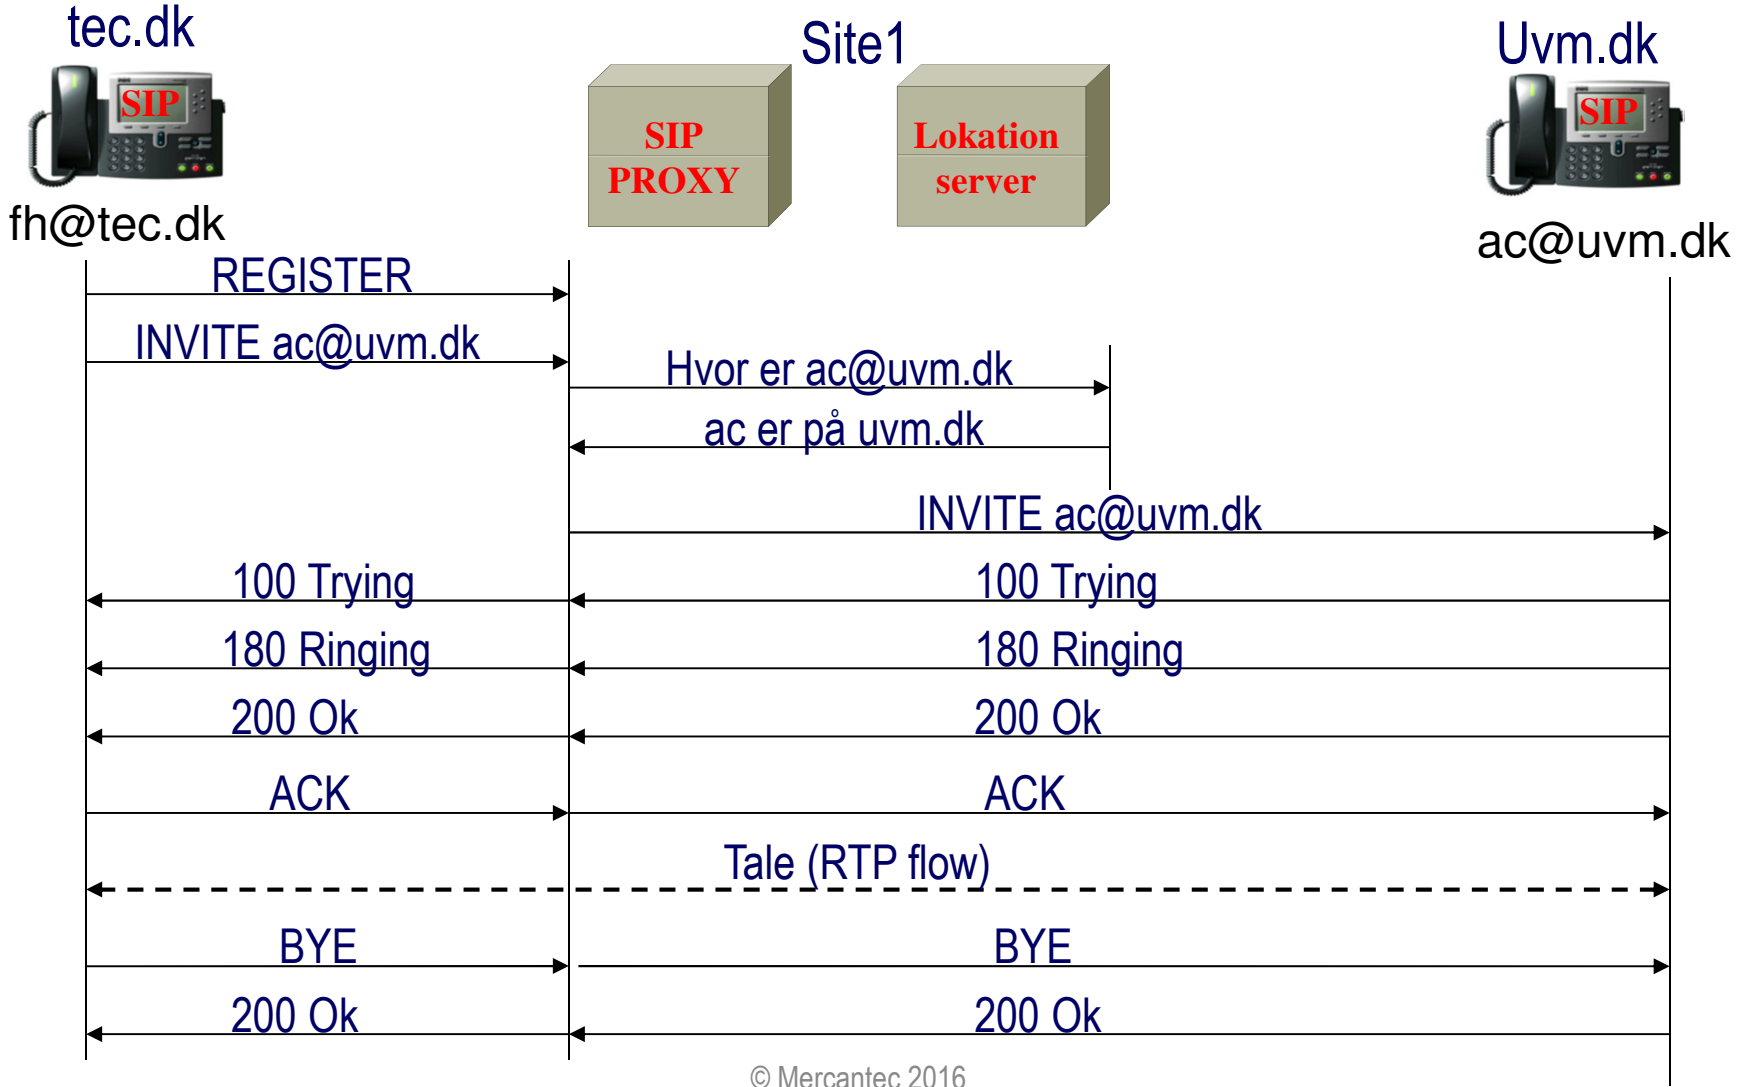 tec.dk
Site1
Uvm.dk
SIP
SIP
SIP
PROXY
Lokation
server
fh@tec.dk
ac@uvm.dk
REGISTER
INVITE ac@uvm.dk
Hvor er ac@uvm.dk
ac er på uvm.dk
INVITE ac@uvm.dk
100 Trying
100 Trying
180 Ringing
180 Ringing
200 Ok
200 Ok
ACK
ACK
Tale (RTP flow)
BYE
BYE
200 Ok
200 Ok
© Mercantec 2016